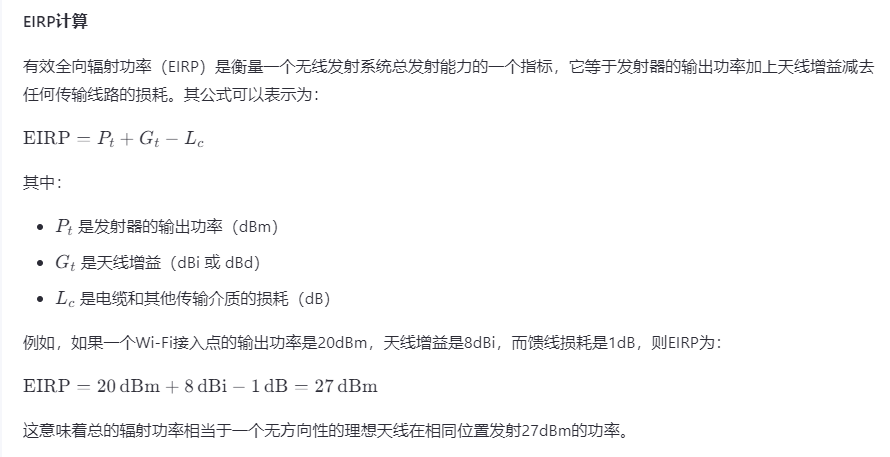 EIRP计算
有效全向辐射功率（EIRP）是衡量一个无线发射系统总发射能力的一个指标，它等于发射器的输出功率加上天线增益减去
任何传输线路的损耗。其公式可以表示为：
EIRP = P_t + G_t − L_c
其中：
• P_t 是发射器的输出功率（dBm）
• G_t 是天线增益（dBi 或 dBd）
• L_c 是电缆和其他传输介质的损耗（dB）
例如，如果一个Wi-Fi接入点的输出功率是20dBm，天线增益是8dBi，而馈线损耗是1dB，则EIRP为：
EIRP = 20 dBm + 8 dBi − 1 dB = 27 dBm
这意味着总的辐射功率相当于一个无方向性的理想天线在相同位置发射27dBm的功率。